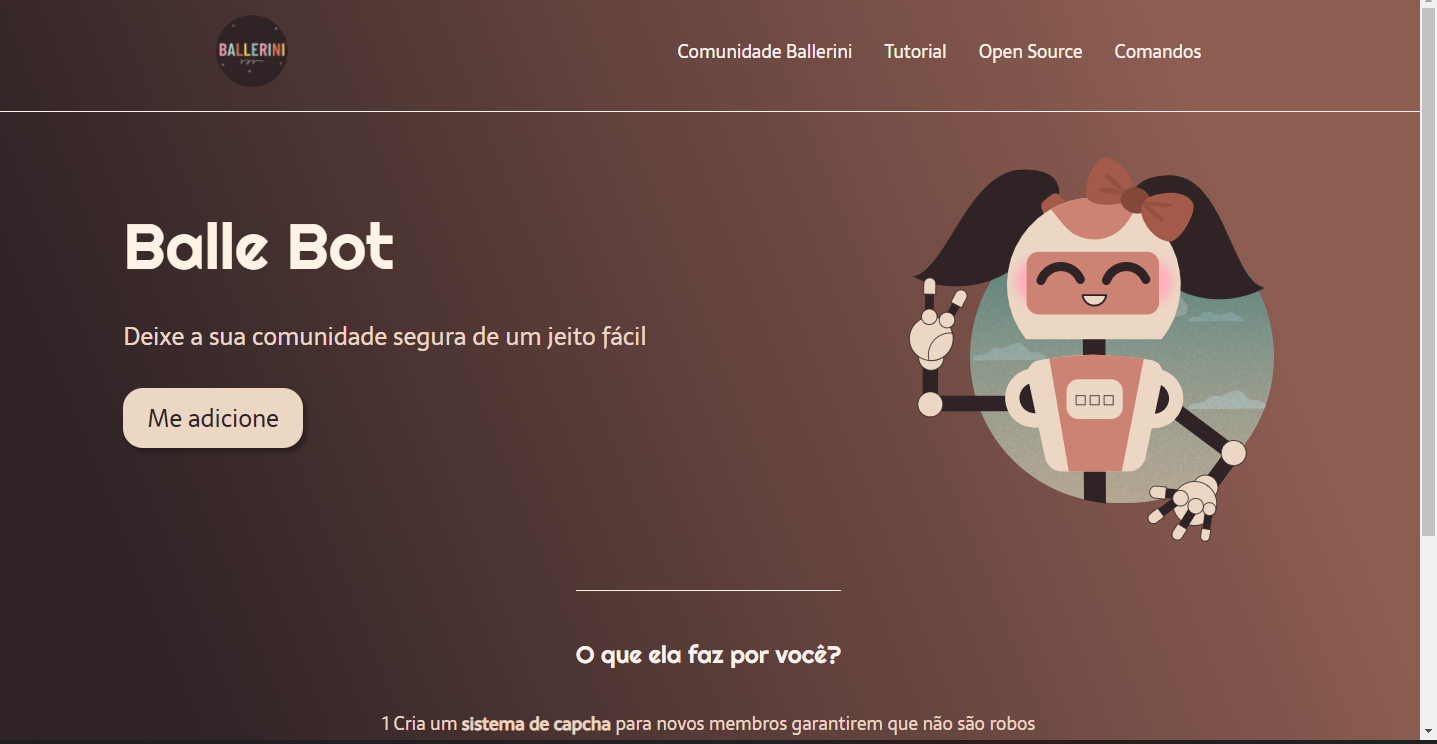 BALLERINI
Comunidade Ballerini Tutorial Open Source Comandos
Balle Bot
Deixe a sua comunidade segura de um jeito fácil
Me adicione
O que ela faz por você?
1 Cria um sistema de capcha para novos membros garantirem que não são robos